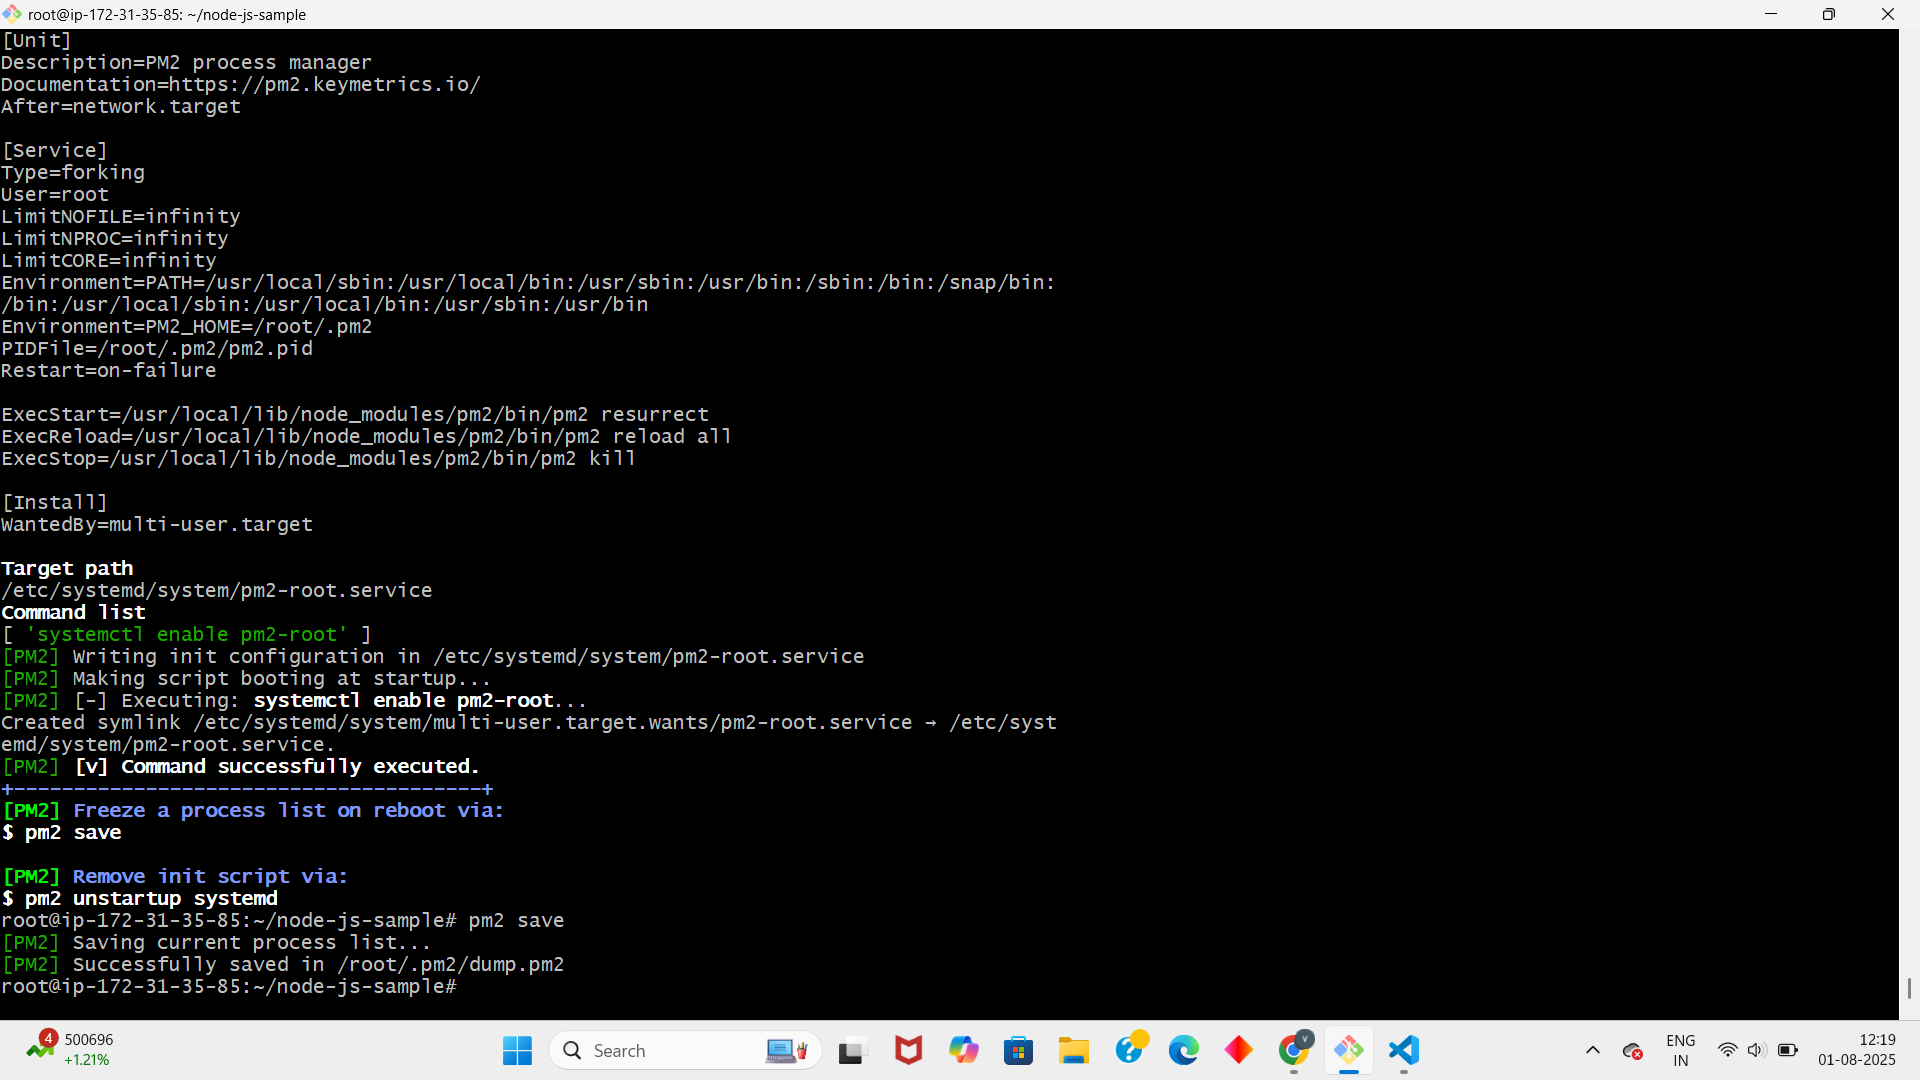 root@ip-172-31-35-85: ~/node-js-sample
[Unit]
Description=PM2 process manager
Documentation=https://pm2.keymetrics.io/
After=network.target
[Service]
Type=forking
User=root
LimitNOFILE=infinity
LimitNPROC=infinity
LimitCORE=infinity
Environment=PATH=/usr/local/sbin:/usr/local/bin:/usr/sbin:/usr/bin:/sbin:/bin:/snap/bin:
/bin:/usr/local/sbin:/usr/local/bin:/usr/sbin:/usr/bin
Environment=PM2_HOME=/root/.pm2
PIDFile=/root/.pm2/pm2.pid
Restart=on-failure
ExecStart=/usr/local/lib/node_modules/pm2/bin/pm2 resurrect
ExecReload=/usr/local/lib/node_modules/pm2/bin/pm2 reload all
ExecStop=/usr/local/lib/node_modules/pm2/bin/pm2 kill
[Install]
WantedBy=multi-user.target
Target path
/etc/systemd/system/pm2-root.service
Command list
[ 'systemctl enable pm2-root' ]
[PM2] Writing init configuration in /etc/systemd/system/pm2-root.service
[PM2] Making script booting at startup...
[PM2] [-] Executing: systemctl enable pm2-root...
Created symlink /etc/systemd/system/multi-user.target.wants/pm2-root.service → /etc/syst
emd/system/pm2-root.service.
[PM2] [v] Command successfully executed.
+---------------------------------------+
[PM2] Freeze a process list on reboot via:
$ pm2 save
[PM2] Remove init script via:
$ pm2 unstartup systemd
root@ip-172-31-35-85:~/node-js-sample# pm2 save
[PM2] Saving current process list...
[PM2] Successfully saved in /root/.pm2/dump.pm2
root@ip-172-31-35-85:~/node-js-sample#
4
500696
+1.21%
Search
V
ENG
IN
12:19
01-08-2025